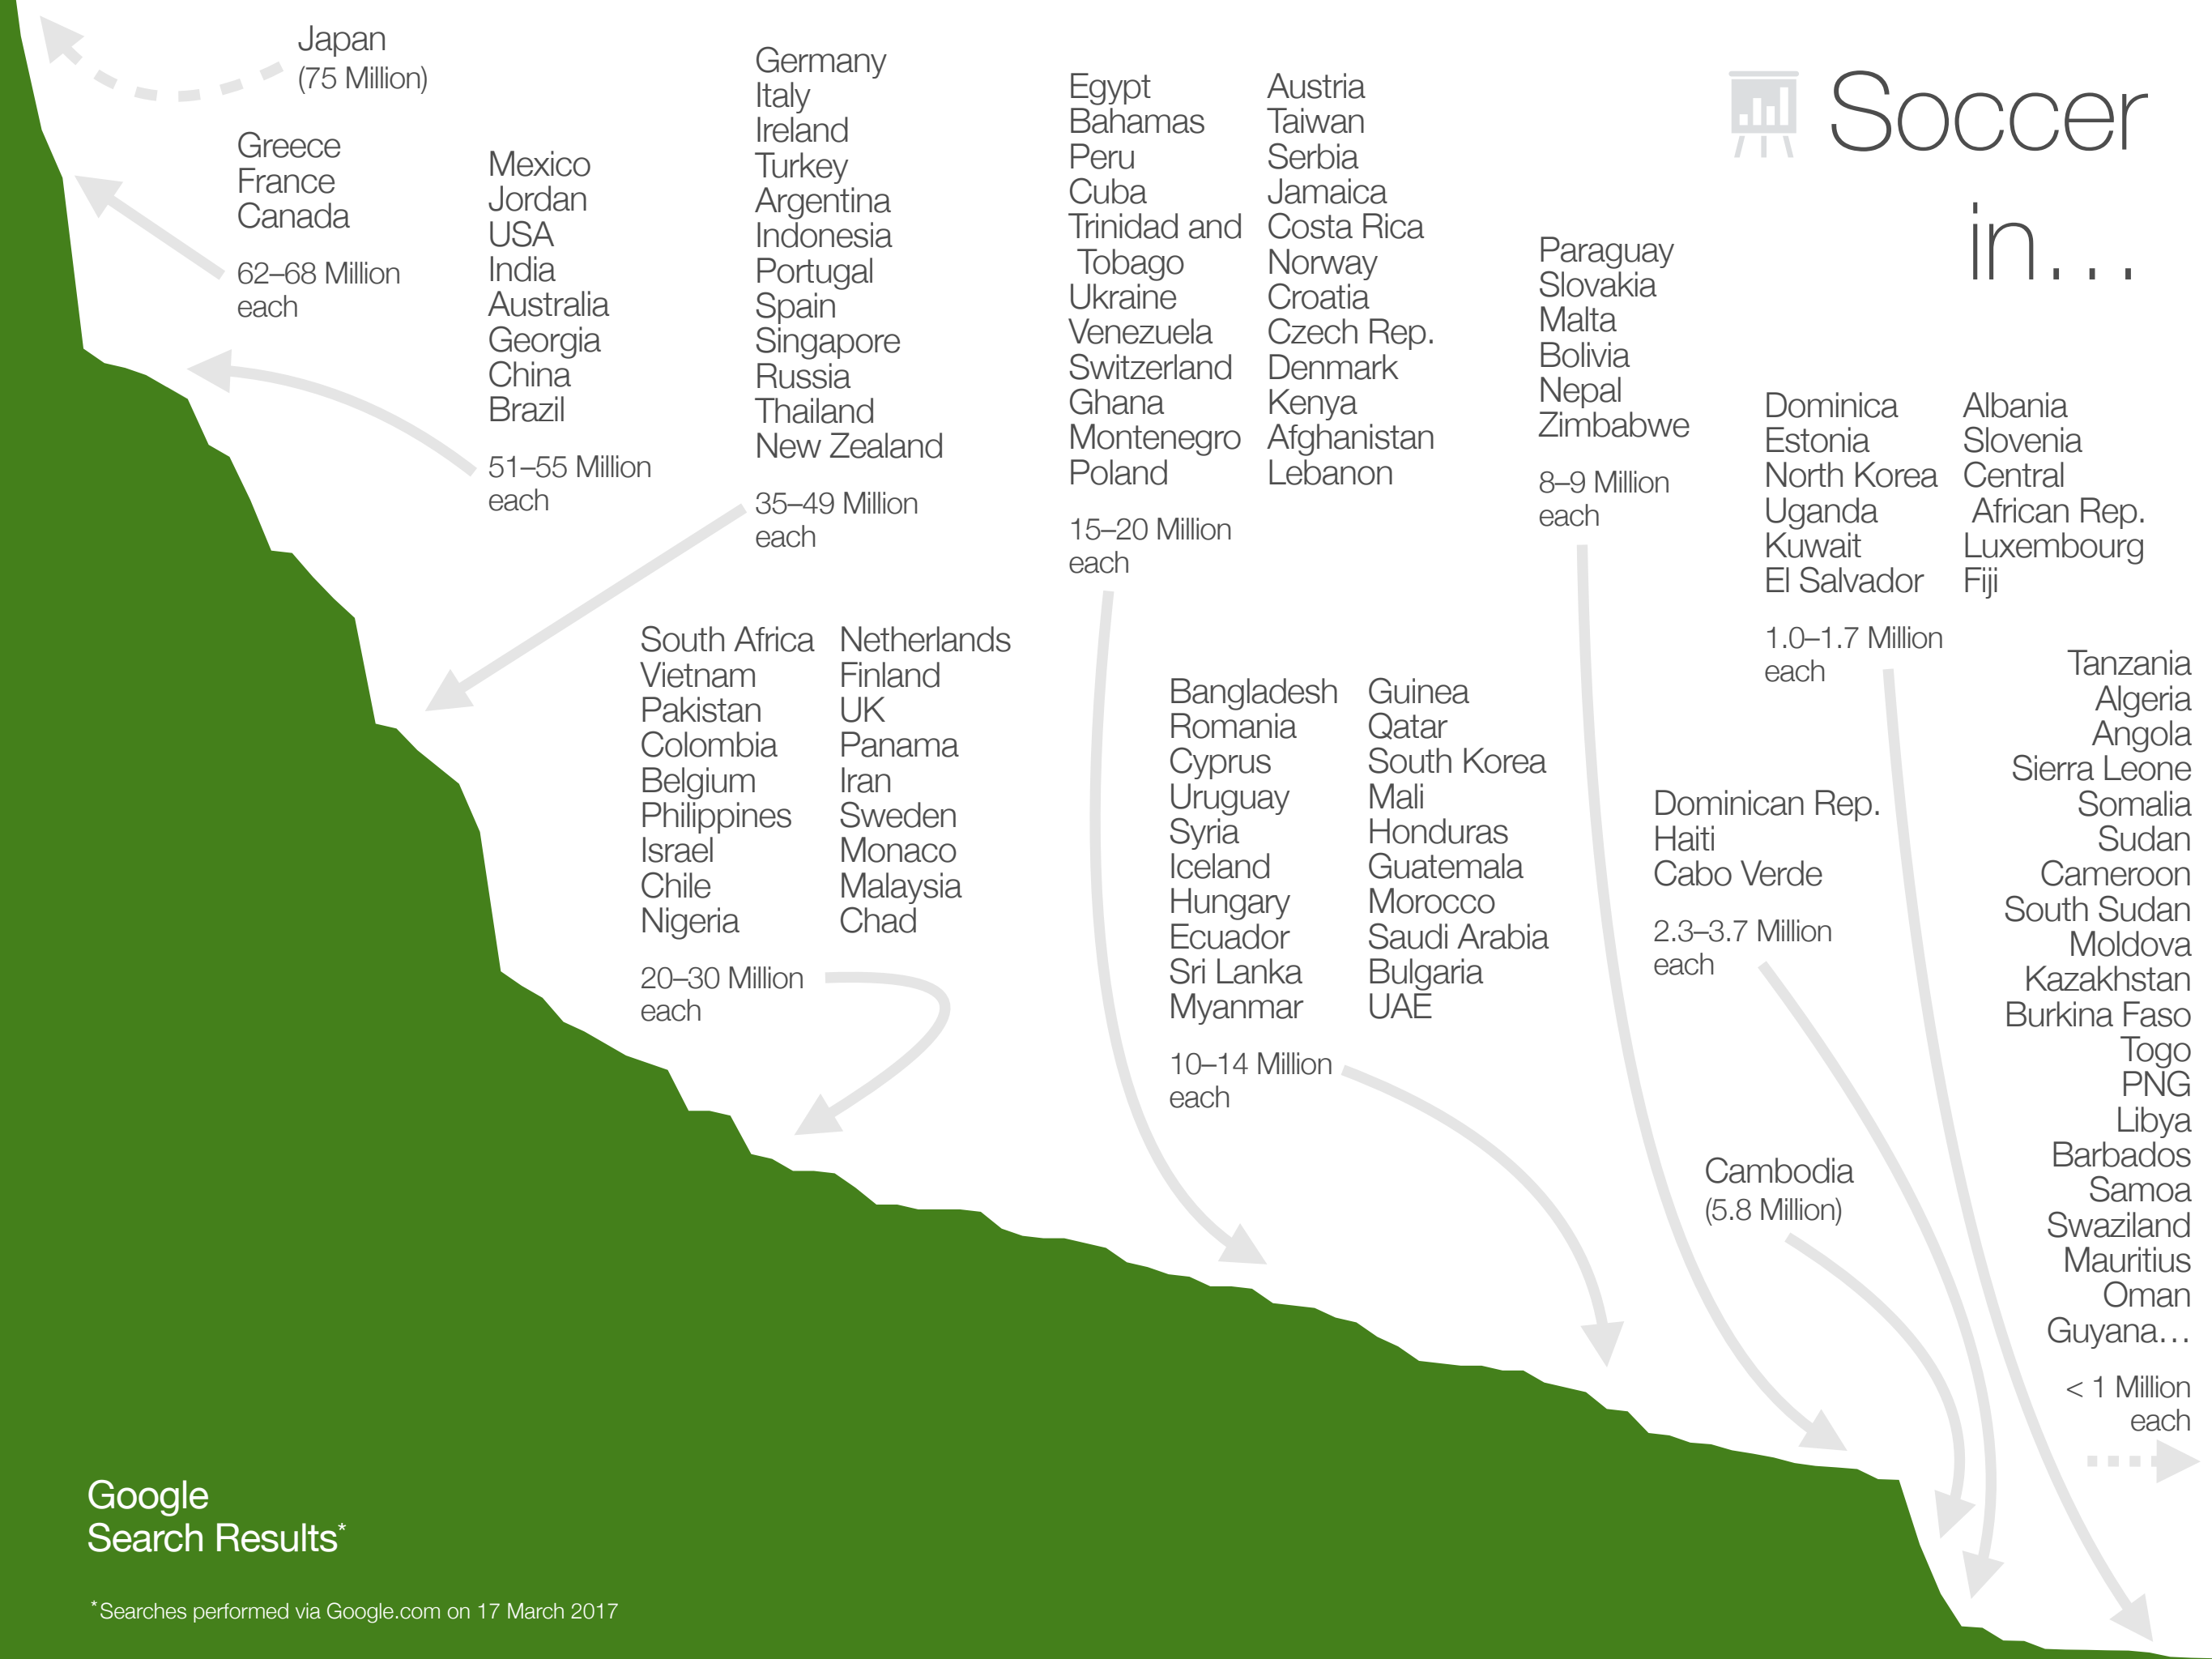 Soccer
in…
Japan
(75 Million)
Greece
France
Canada
62–68 Million
each
Mexico
Jordan
USA
India
Australia
Georgia
China
Brazil
51–55 Million
each
Germany
Italy
Ireland
Turkey
Argentina
Indonesia
Portugal
Spain
Singapore
Russia
Thailand
New Zealand
35–49 Million
each
South Africa
Vietnam
Pakistan
Colombia
Belgium
Philippines
Israel
Chile
Nigeria
Netherlands
Finland
UK
Panama
Iran
Sweden
Monaco
Malaysia
Chad
20–30 Million
each
Egypt
Bahamas
Peru
Cuba
Trinidad and
Tobago
Ukraine
Venezuela
Switzerland
Ghana
Montenegro
Poland
Austria
Taiwan
Serbia
Jamaica
Costa Rica
Norway
Croatia
Czech Rep.
Denmark
Kenya
Afghanistan
Lebanon
15–20 Million
each
Bangladesh
Romania
Cyprus
Uruguay
Syria
Iceland
Hungary
Ecuador
Sri Lanka
Myanmar
Guinea
Qatar
South Korea
Mali
Honduras
Guatemala
Morocco
Saudi Arabia
Bulgaria
UAE
10–14 Million
each
Paraguay
Slovakia
Malta
Bolivia
Nepal
Zimbabwe
8–9 Million
each
Cambodia
(5.8 Million)
Dominican Rep.
Haiti
Cabo Verde
2.3–3.7 Million
each
Dominica
Estonia
North Korea
Uganda
Kuwait
El Salvador
Albania
Slovenia
Central
African Rep.
Luxembourg
Fiji
1.0–1.7 Million
each
Tanzania
Algeria
Angola
Sierra Leone
Somalia
Sudan
Cameroon
South Sudan
Moldova
Kazakhstan
Burkina Faso
Togo
PNG
Libya
Barbados
Samoa
Swaziland
Mauritius
Oman
Guyana…
< 1 Million
each
Google
Search Results*
*Searches performed via Google.com on 17 March 2017